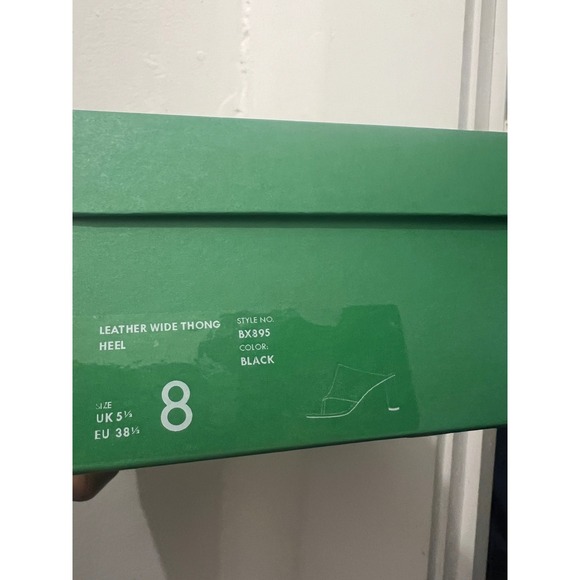 LEATHER WIDE THONG
HEEL
STYLE NO.
BX895
COLOR:
BLACK
SIZE
UK 5½
EU 38½
8